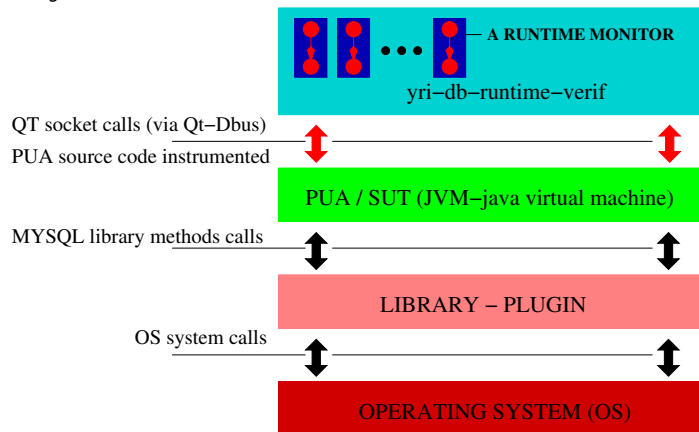 A RUNTIME MONITOR
yri−db−runtime−verif
QT socket calls (via Qt−Dbus)
PUA source code instrumented
PUA / SUT (JVM−java virtual machine)
MYSQL library methods calls
LIBRARY − PLUGIN
OS system calls
OPERATING SYSTEM (OS)